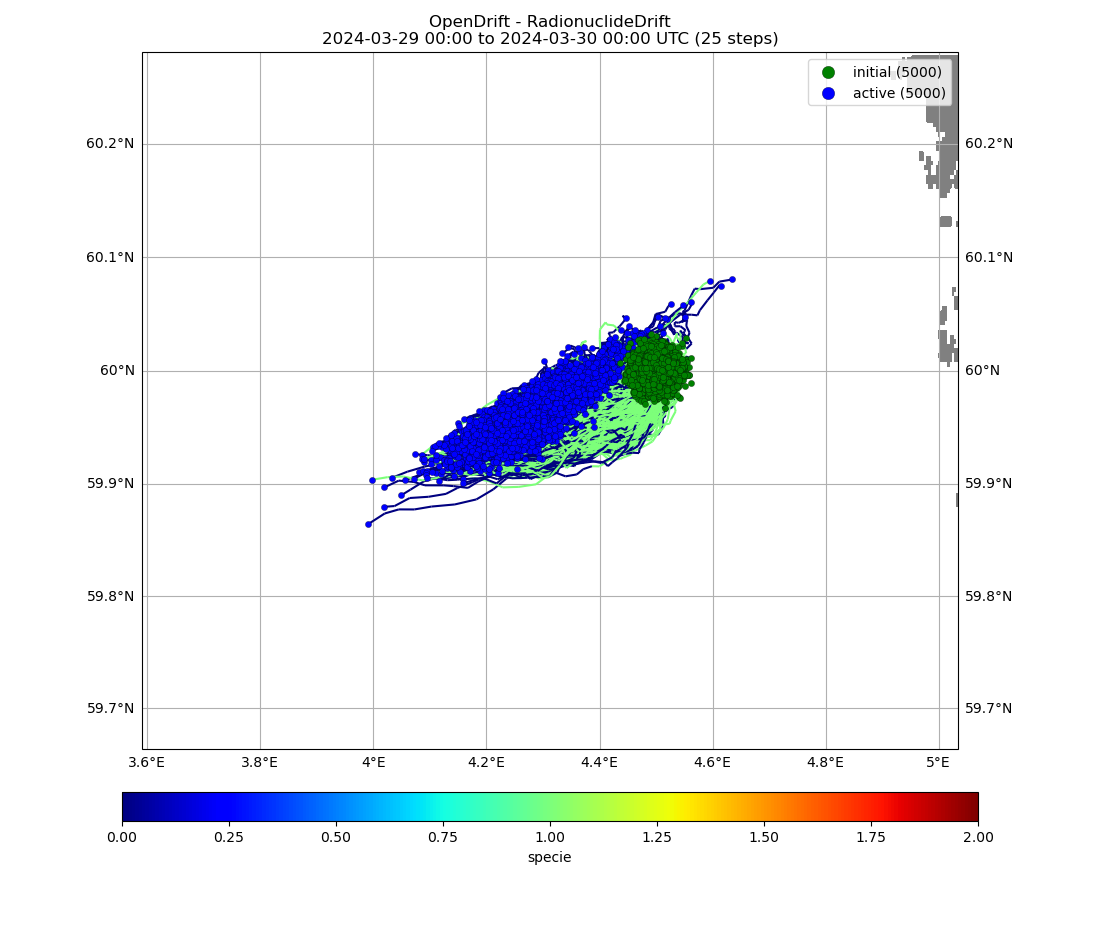 OpenDrift - RadionuclideDrift
2024-03-29 00:00 to 2024-03-30 00:00 UTC (25 steps)
initial (5000)
active (5000)
60.2°N 60.2°N
60.1°N 60.1°N
60°N 60°N
59.9°N 59.9°N
59.8°N 59.8°N
59.7°N 59.7°N
3.6°E 3.8°E 4°E 4.2°E 4.4°E 4.6°E 4.8°E 5°E
0.00 0.25 0.50 0.75 1.00 1.25 1.50 1.75 2.00
specie